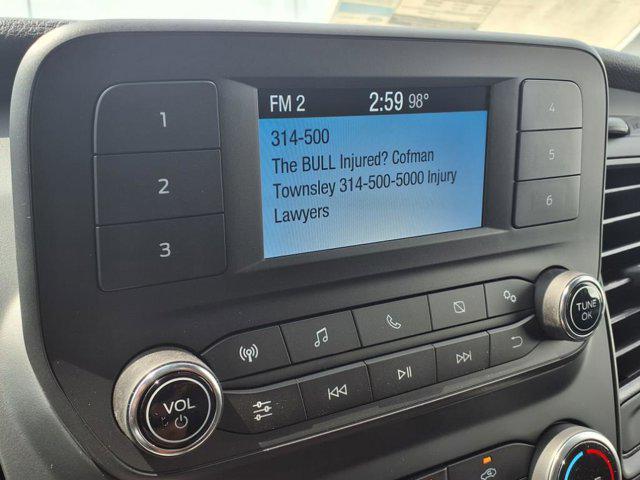 FM 2 2:59 98°
314-500
The BULL Injured? Cofman
Townsley 314-500-5000 Injury
Lawyers
1
2
3
4
5
6
VOL
TUNE
OK